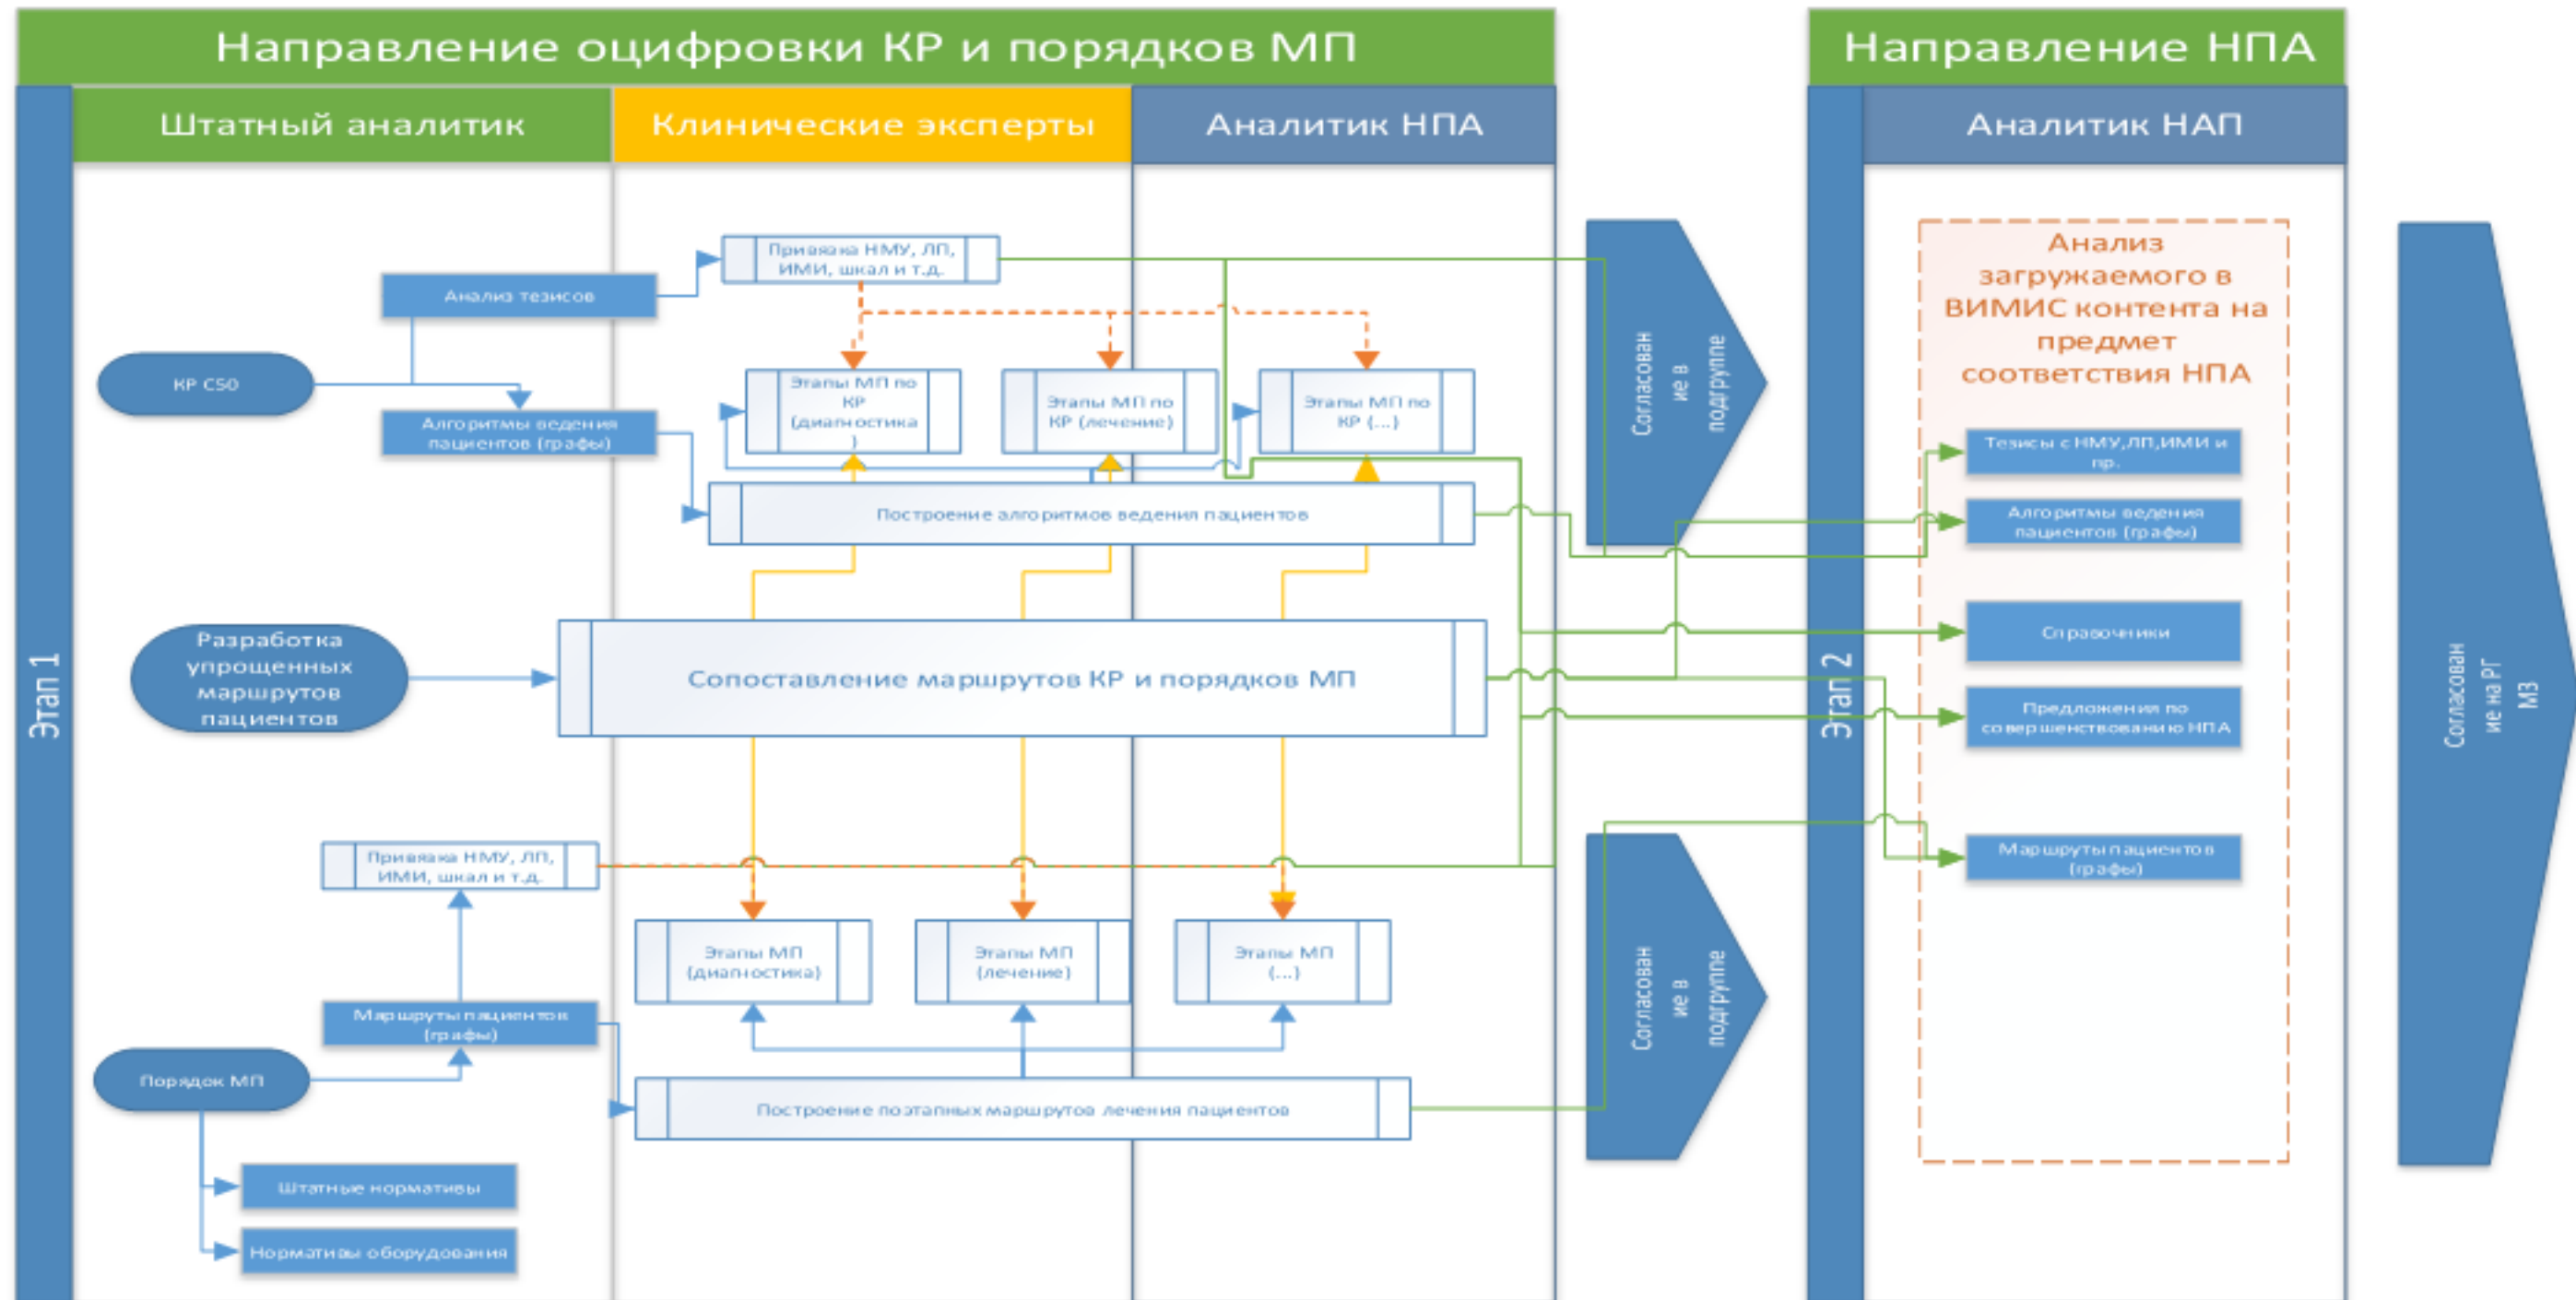 Направление оцифровки КР и порядков МП
Направление НПА
Штатный аналитик
Клинические эксперты
Аналитик НПА
Аналитик НАП
Этап 1
КР C50
Анализ тезисов
Алгоритмы ведения
пациентов (графы)
Привязка НМУ, ЛП,
ИМИ, шкал и т.д.
Этапы МП по
КР
(диагностика
)
Этапы МП по
КР (лечение)
Этапы МП по
КР (...)
Построение алгоритмов ведения пациентов
Разработка
упрощенных
маршрутов
пациентов
Сопоставление маршрутов КР и порядков МП
Привязка НМУ, ЛП,
ИМИ, шкал и т.д.
Этапы МП
(диагностика)
Этапы МП
(лечение)
Этапы МП
(...)
Маршруты пациентов
(графы)
Порядок МП
Построение поэтапных маршрутов лечения пациентов
Штатные нормативы
Нормативы оборудования
Согласован
ие в
подгруппе
Согласован
ие в
подгруппе
Этап 2
Анализ
загружаемого в
ВИМИС контента на
предмет
соответствия НПА
Тезисы с НМУ,ЛП,ИМИ и
пр.
Алгоритмы ведения
пациентов (графы)
Справочники
Предложения по
совершенствованию НПА
Маршруты пациентов
(графы)
Согласован
ие на РГ
МЗ